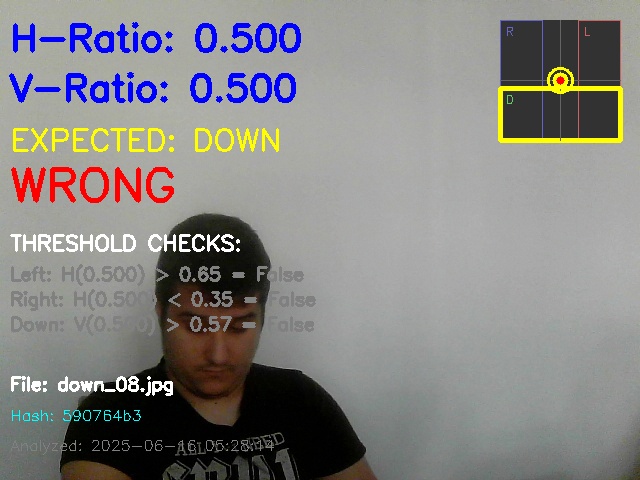 H-Ratio: 0.500
V-Ratio: 0.500
EXPECTED: DOWN
WRONG
THRESHOLD CHECKS:
Left: H(0.500) > 0.65 = False
Right: H(0.500) < 0.35 = False
Down: V(0.500) > 0.57 = False
File: down_08.jpg
Hash: 590764b3
Analyzed: 2025-06-16 05:28:14
R
L
D